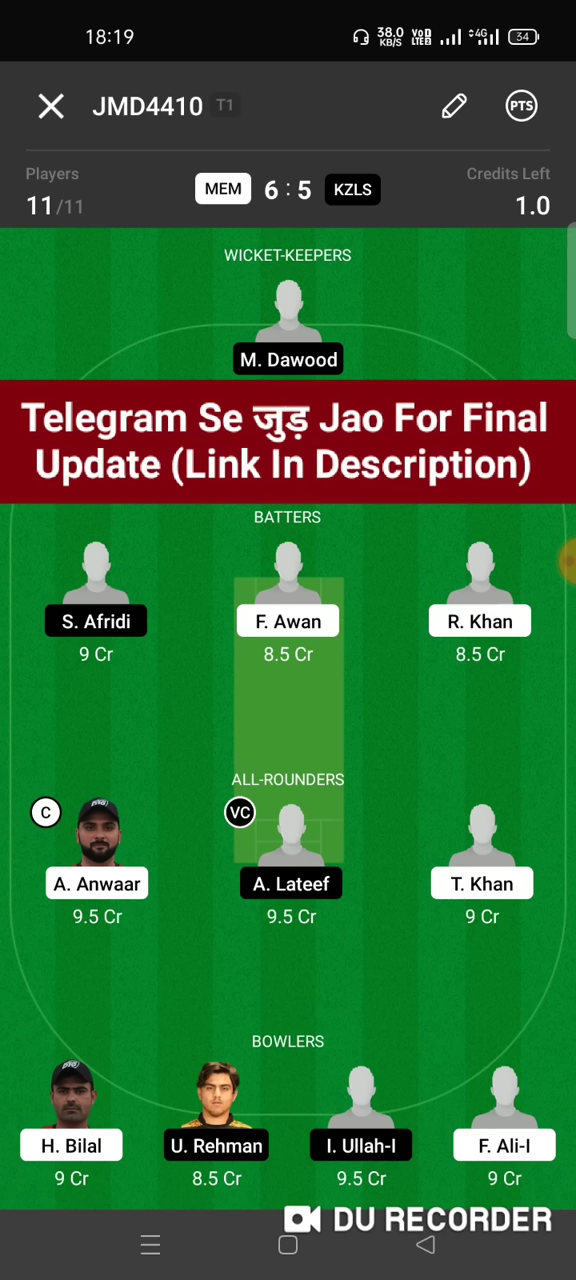 18:19
38.0 KB/S VoD LTE2 4G 34
JMD4410 T1
PTS
Players
Credits Left
11/11
MEM 6 : 5 KZLS
1.0
WICKET-KEEPERS
M. Dawood
Telegram Se जुड़ Jao For Final
Update (Link In Description)
BATTERS
S. Afridi F. Awan R. Khan
9 Cr 8.5 Cr 8.5 Cr
ALL-ROUNDERS
C VC
A. Anwaar A. Lateef T. Khan
9.5 Cr 9.5 Cr 9 Cr
BOWLERS
H. Bilal U. Rehman I. Ullah-I F. Ali-I
9 Cr 8.5 Cr 9.5 Cr 9 Cr
DU RECORDER